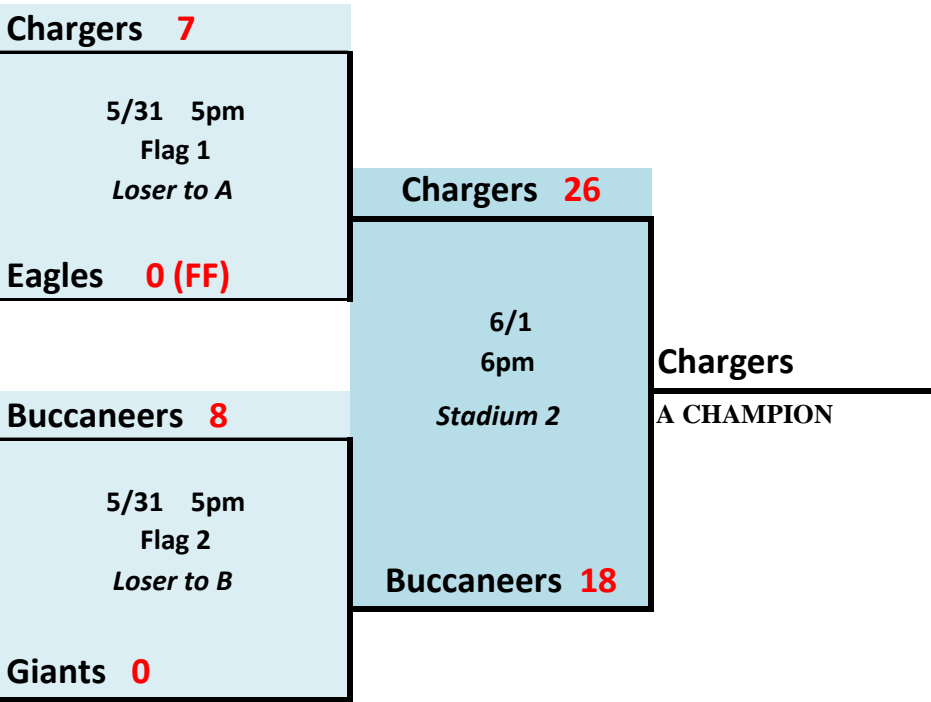 Chargers 7
5/31 5pm
Flag 1
Loser to A
Eagles 0 (FF)
Buccaneers 8
5/31 5pm
Flag 2
Loser to B
Giants 0
Chargers 26
6/1
6pm
Stadium 2
Buccaneers 18
Chargers
A CHAMPION